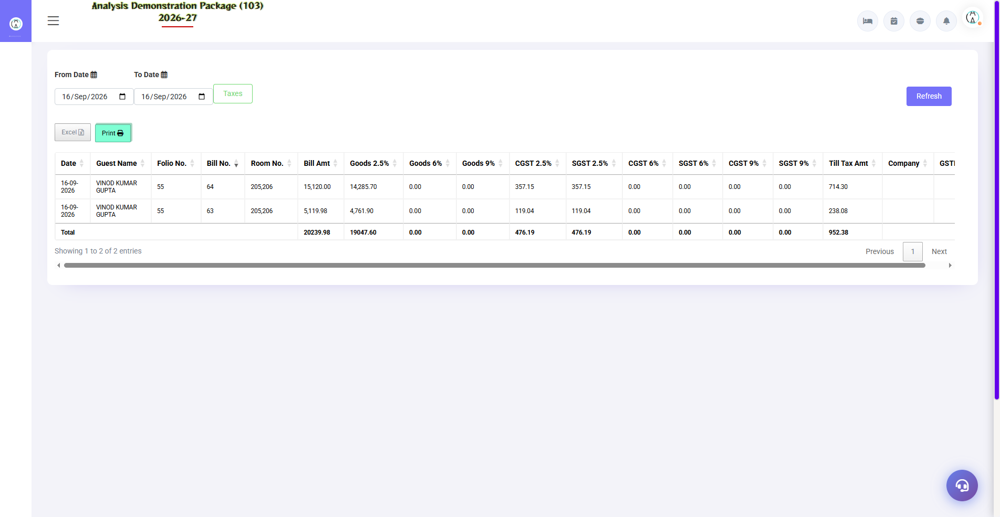 Analysis Demonstration Package (103)
2026-27
From Date To Date
16/Sep/2026 16/Sep/2026 Taxes Refresh
Excel Print
Date Guest Name Folio No. Bill No. Room No. Bill Amt Goods 2.5% Goods 6% Goods 9% CGST 2.5% SGST 2.5% CGST 6% SGST 6% CGST 9% SGST 9% Till Tax Amt Company GSTI
16-09-2026 VINOD KUMAR GUPTA 55 64 205,206 15,120.00 14,285.70 0.00 0.00 357.15 357.15 0.00 0.00 0.00 0.00 714.30
16-09-2026 VINOD KUMAR GUPTA 55 63 205,206 5,119.98 4,761.90 0.00 0.00 119.04 119.04 0.00 0.00 0.00 0.00 238.08
Total 20239.98 19047.60 0.00 0.00 476.19 476.19 0.00 0.00 0.00 0.00 952.38
Showing 1 to 2 of 2 entries Previous 1 Next